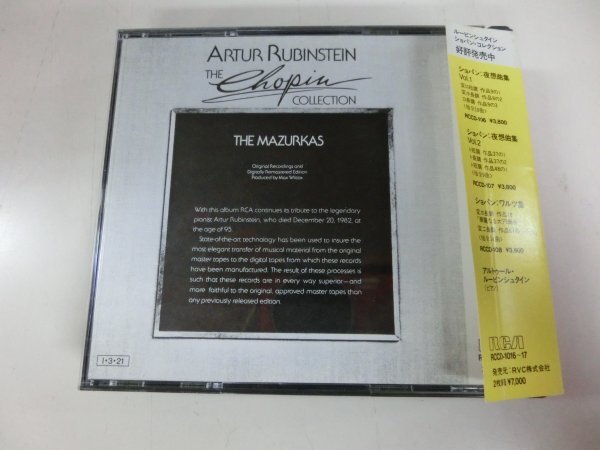 ARTUR RUBINSTEIN
THE Chopin
COLLECTION
THE MAZURKAS
Original Recordings and
Digitally Remastered Edition
Produced by Max Wilcox
With this album RCA continues its tribute to the legendary
pianist Artur Rubinstein, who died December 20, 1982, at
the age of 95.
State-of-the-art technology has been used to insure the
most elegant transfer of musical material from the original
master tapes to the digital tapes from which these records
have been manufactured. The result of these processes is
such that these records are in every way superior—and
more faithful to the original, approved master tapes than
any previously released edition.
I·3·21
ルービンシュタイン
ショパン・コレクション
好評発売中
ショパン:夜想曲集
Vol.1
RCCD-106 ¥3,800
ショパン:夜想曲集
Vol.2
RCCD-107 ¥3,800
ショパン:ワルツ集
¥3,800
アルトゥール・
ルービンシュタイン
(ピアノ)
RCA
RCCD-1016~17
発売元:RVC株式会社
2枚組 ¥7,000